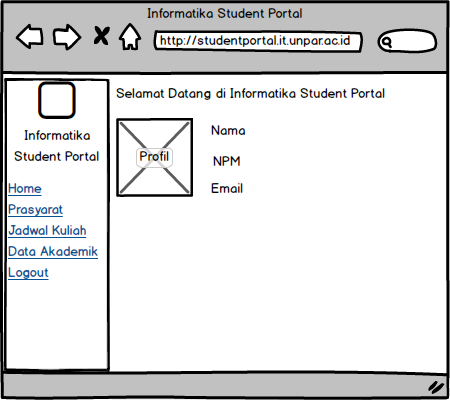 Informatika Student Portal
http://studentportal.it.unpar.ac.id
Informatika
Student Portal
Home
Prasyarat
Jadwal Kuliah
Data Akademik
Logout
Selamat Datang di Informatika Student Portal
Profil
Nama
NPM
Email